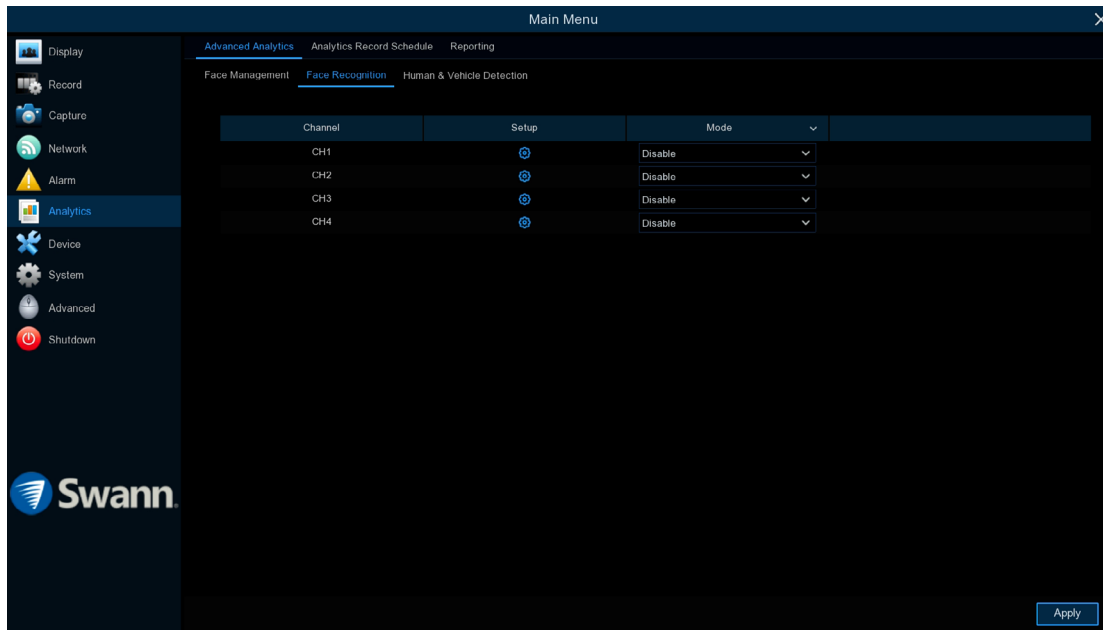 Main Menu
Display
Record
Capture
Network
Alarm
Analytics
Device
System
Advanced
Shutdown
Swann.
Advanced Analytics Analytics Record Schedule Reporting
Face Management Face Recognition Human & Vehicle Detection
Channel Setup Mode
CH1 Disable
CH2 Disable
CH3 Disable
CH4 Disable
Apply